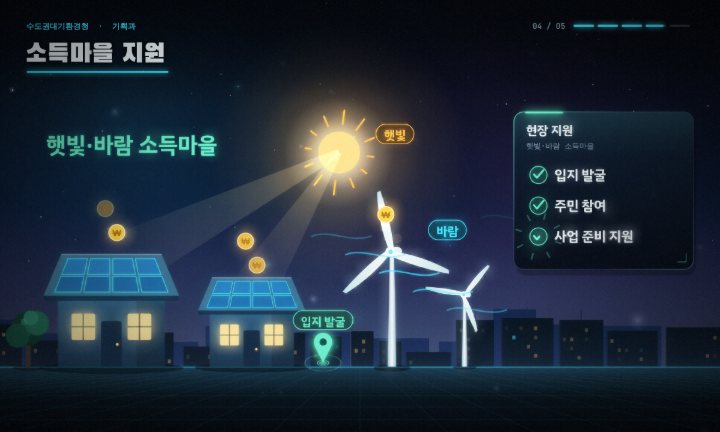 수도권대기환경청 · 기획과
04 / 05
소득마을 지원
햇빛·바람 소득마을
햇빛
바람
입지 발굴
현장 지원
햇빛·바람 소득마을
입지 발굴
주민 참여
사업 준비 지원
₩
₩
₩
₩